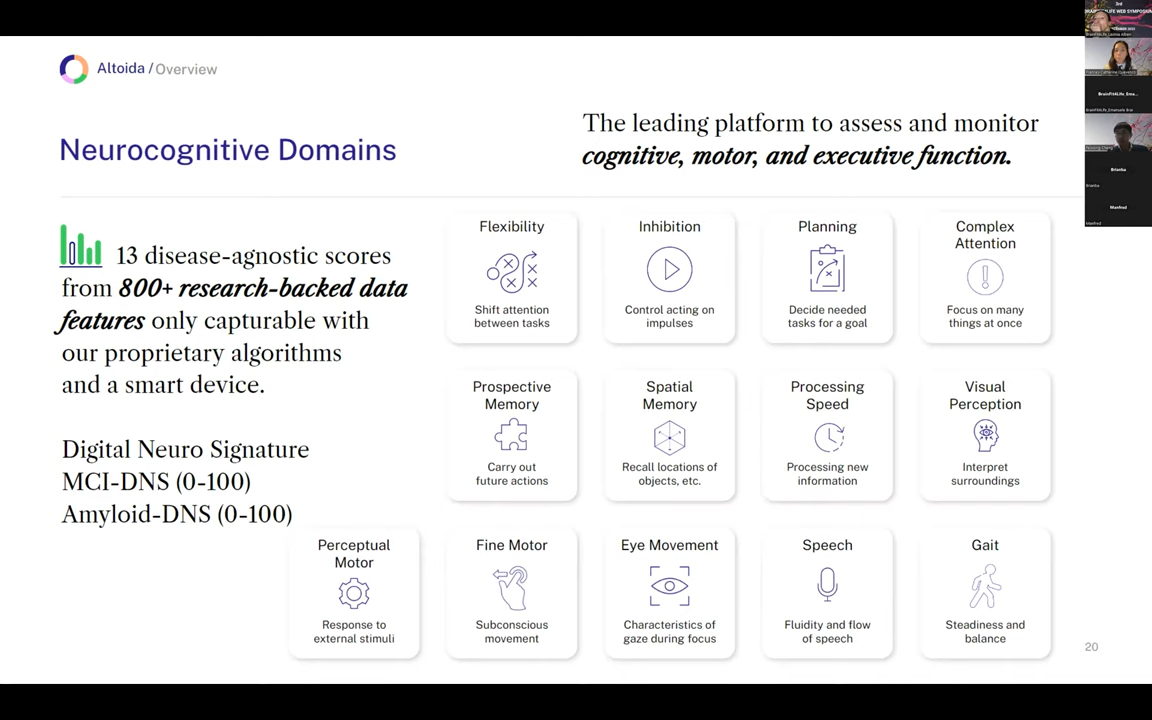 Altoida / Overview
Neurocognitive Domains
The leading platform to assess and monitor
cognitive, motor, and executive function.
13 disease-agnostic scores
from 800+ research-backed data
features only capturable with
our proprietary algorithms
and a smart device.
Digital Neuro Signature
MCI-DNS (0-100)
Amyloid-DNS (0-100)
Flexibility
Shift attention
between tasks
Inhibition
Control acting on
impulses
Planning
Decide needed
tasks for a goal
Complex
Attention
Focus on many
things at once
Prospective
Memory
Carry out
future actions
Spatial
Memory
Recall locations of
objects, etc.
Processing
Speed
Processing new
information
Visual
Perception
Interpret
surroundings
Perceptual
Motor
Response to
external stimuli
Fine Motor
Subconscious
movement
Eye Movement
Characteristics of
gaze during focus
Speech
Fluidity and flow
of speech
Gait
Steadiness and
balance
20
3rd
BrainFit4Life_Ema...
Brianba
Brianba
Manfred
Manfred